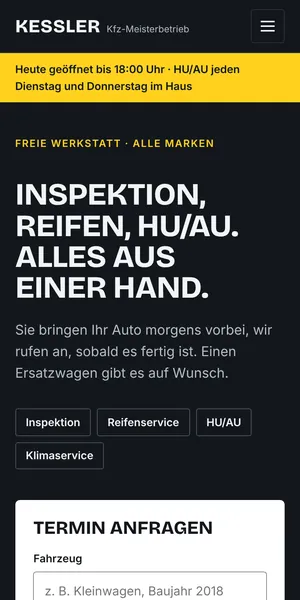 KESSLER Kfz-Meisterbetrieb
Heute geöffnet bis 18:00 Uhr · HU/AU jeden
Dienstag und Donnerstag im Haus
FREIE WERKSTATT · ALLE MARKEN
INSPEKTION,
REIFEN, HU/AU.
ALLES AUS
EINER HAND.
Sie bringen Ihr Auto morgens vorbei, wir
rufen an, sobald es fertig ist. Einen
Ersatzwagen gibt es auf Wunsch.
Inspektion Reifenservice HU/AU
Klimaservice
TERMIN ANFRAGEN
Fahrzeug
z. B. Kleinwagen, Baujahr 2018